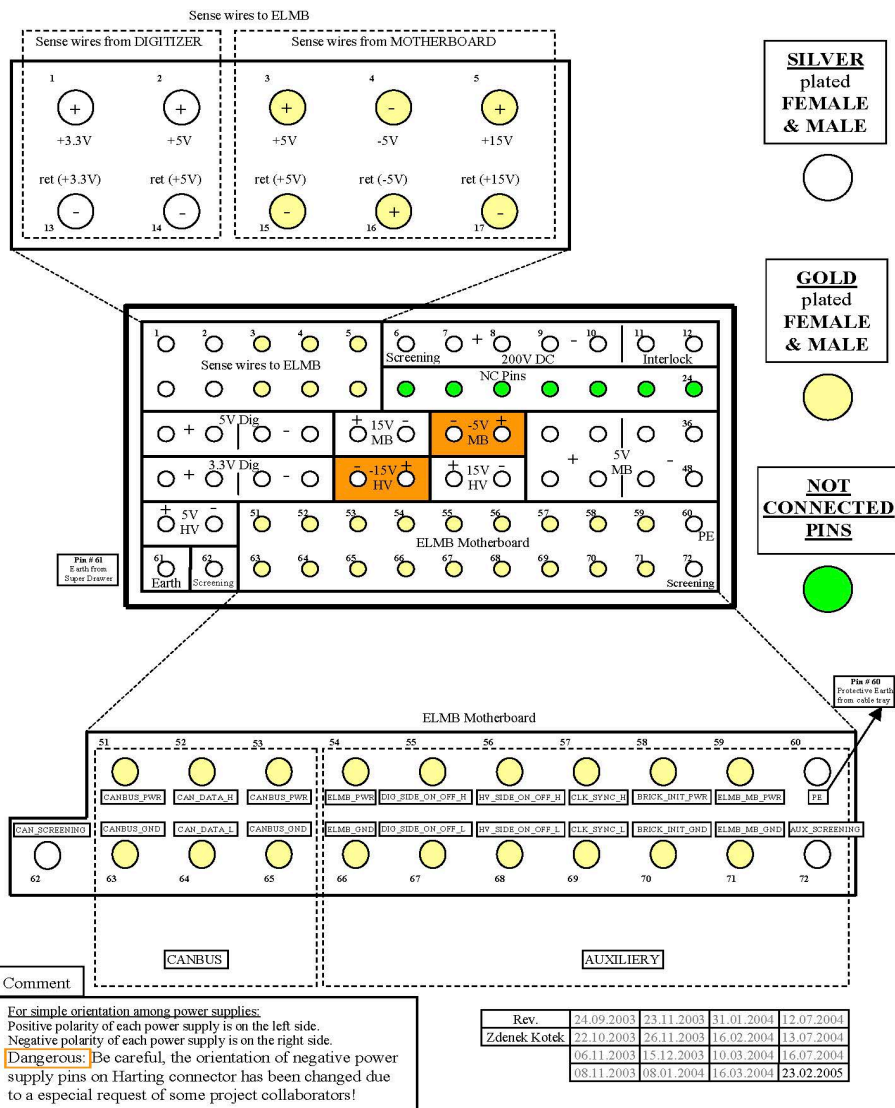 Sense wires to ELMB
Sense wires from DIGITIZER
Sense wires from MOTHERBOARD
1
2
3
4
5
+
+
+
-
+
+3.3V
+5V
+5V
-5V
+15V
ret (+3.3V)
ret (+5V)
ret (+5V)
ret (-5V)
ret (+15V)
-
-
-
+
-
13
14
15
16
17
SILVER
plated
FEMALE
& MALE
GOLD
plated
FEMALE
& MALE
NOT
CONNECTED
PINS
1
2
3
4
5
6
7
+
8
9
-
10
11
12
Sense wires to ELMB
Screening
200V DC
Interlock
NC Pins
24
+
5V Dig
-
+
15V
-
MB
-
-5V
+
MB
36
+
3.3V Dig
-
-
-15V
+
HV
+
15V
-
HV
+
5V
MB
-
48
+
5V
-
HV
51
52
53
54
55
56
57
58
59
60
ELMB Motherboard
PE
61
Earth
62
Screening
63
64
65
66
67
68
69
70
71
72
Screening
Pin # 61
Earth from
Super Drawer
Pin # 60
Protective Earth
from cable tray
ELMB Motherboard
51
52
53
54
55
56
57
58
59
60
CANBUS_PWR
CAN_DATA_H
CANBUS_PWR
ELMB_PWR
DIG_SIDE_ON_OFF_H
HV_SIDE_ON_OFF_H
CLK_SYNC_H
BRICK_INIT_PWR
ELMB_MB_PWR
PE
CAN_SCREENING
CANBUS_GND
CAN_DATA_L
CANBUS_GND
ELMB_GND
DIG_SIDE_ON_OFF_L
HV_SIDE_ON_OFF_L
CLK_SYNC_L
BRICK_INIT_GND
ELMB_MB_GND
AUX_SCREENING
62
63
64
65
66
67
68
69
70
71
72
CANBUS
AUXILIERY
Comment
For simple orientation among power supplies:
Positive polarity of each power supply is on the left side.
Negative polarity of each power supply is on the right side.
Dangerous: Be careful, the orientation of negative power
supply pins on Harting connector has been changed due
to a especial request of some project collaborators!
Rev. 24.09.2003 23.11.2003 31.01.2004 12.07.2004
Zdenek Kotek 22.10.2003 26.11.2003 16.02.2004 13.07.2004
06.11.2003 15.12.2003 10.03.2004 16.07.2004
08.11.2003 08.01.2004 16.03.2004 23.02.2005